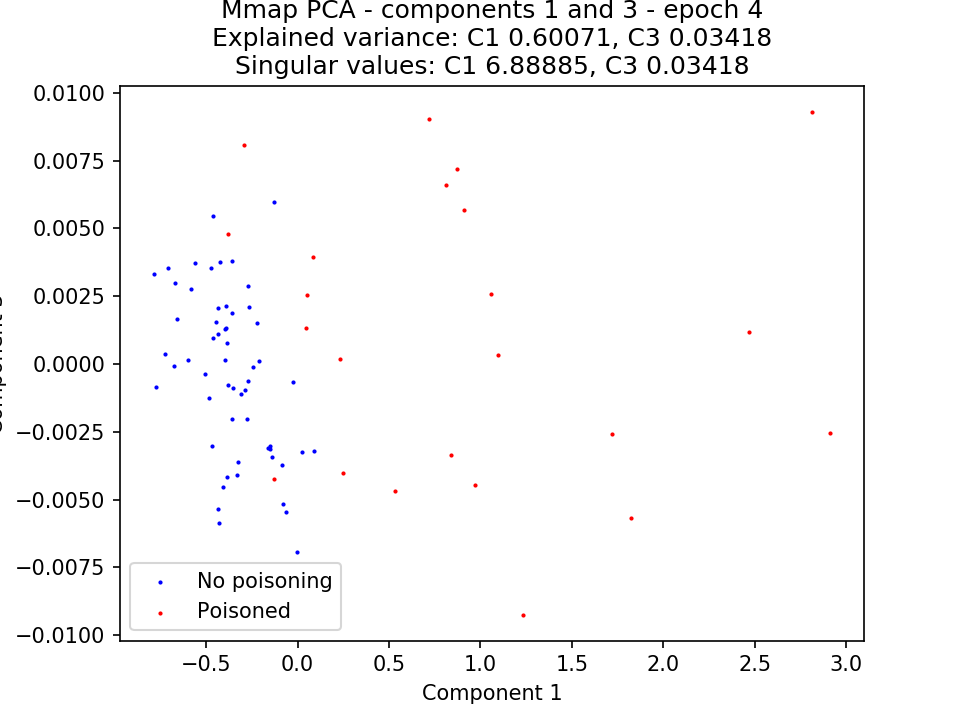 Mmap PCA - components 1 and 3 - epoch 4
Explained variance: C1 0.60071, C3 0.03418
Singular values: C1 6.88885, C3 0.03418
0.0100
0.0075
0.0050
0.0025
0.0000
−0.0025
−0.0050
−0.0075
−0.0100
No poisoning
Poisoned
−0.5
0.0
0.5
1.0
1.5
2.0
2.5
3.0
Component 1